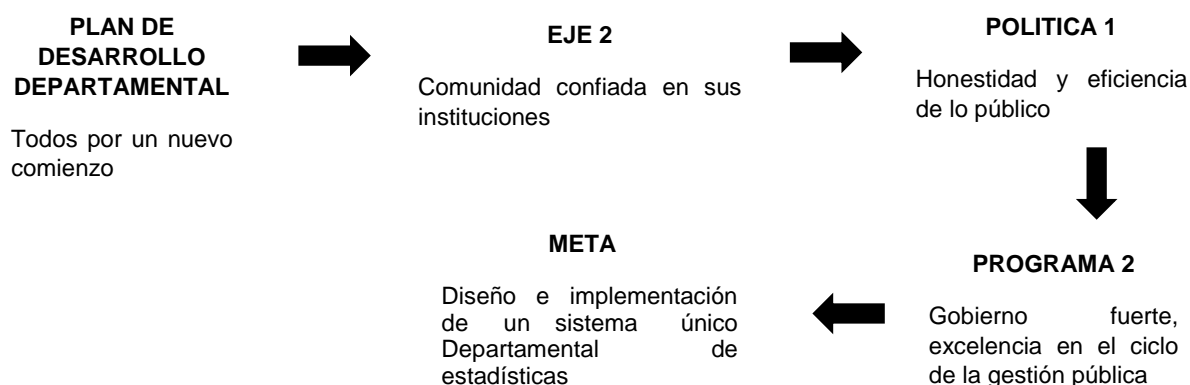 PLAN DE
DESARROLLO
DEPARTAMENTAL
Todos por un nuevo
comienzo
EJE 2
Comunidad confiada en sus
instituciones
POLITICA 1
Honestidad y eficiencia
de lo público
PROGRAMA 2
Gobierno fuerte,
excelencia en el ciclo
de la gestión pública
META
Diseño e implementación
de un sistema único
Departamental de
estadísticas